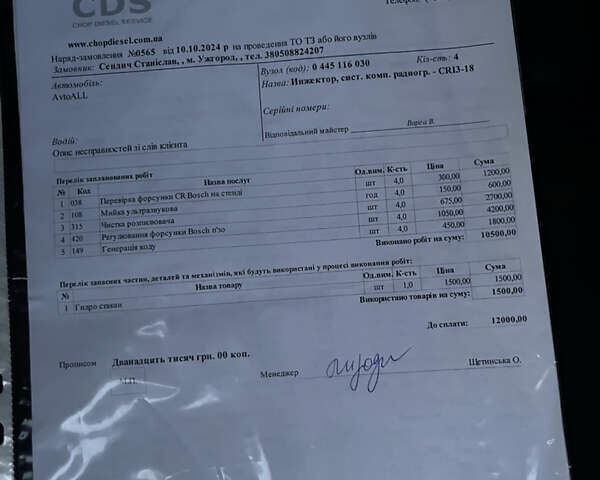 CDS
CHOP DIESEL SERVICE
Телефон:
www.chopdiesel.com.ua
Наряд-замовлення №0565 від 10.10.2024 р на проведення ТО ТЗ або його вузлів
Замовник: Сендич Станіслав, , м. Ужгород, , тел. 380508824207
Автомобіль:
AvtoALL
Вузол (код): 0 445 116 030
Кіл-сть: 4
Назва: Инжектор, сист. комп. радиогр. - CRI3-18
Серійні номери:
Водій:
Відповідальний майстер Варга В.
Опис несправностей зі слів клієнта
Перелік запланованих робіт
№ Код Назва послуг Од.вим. К-сть Ціна Сума
1 038 Перевірка форсунки CR Bosch на стенді шт 4,0 300,00 1200,00
2 108 Мийка ультразвукова год 4,0 150,00 600,00
3 315 Чистка розпилювача шт 4,0 675,00 2700,00
4 420 Регулювання форсунки Bosch п'єзо шт 4,0 1050,00 4200,00
5 149 Генерація коду шт 4,0 450,00 1800,00
Виконано робіт на суму: 10500,00
Перелік запасних частин, деталей та механізмів, які будуть використані у процесі виконання робіт:
№ Назва товару Од.вим. К-сть Ціна Сума
1 Гидро стакан шт 1,0 1500,00 1500,00
Використано товарів на суму: 1500,00
До сплати: 12000,00
Прописом Дванадцять тисяч грн. 00 коп.
М.П.
Менеджер Щетинська О.